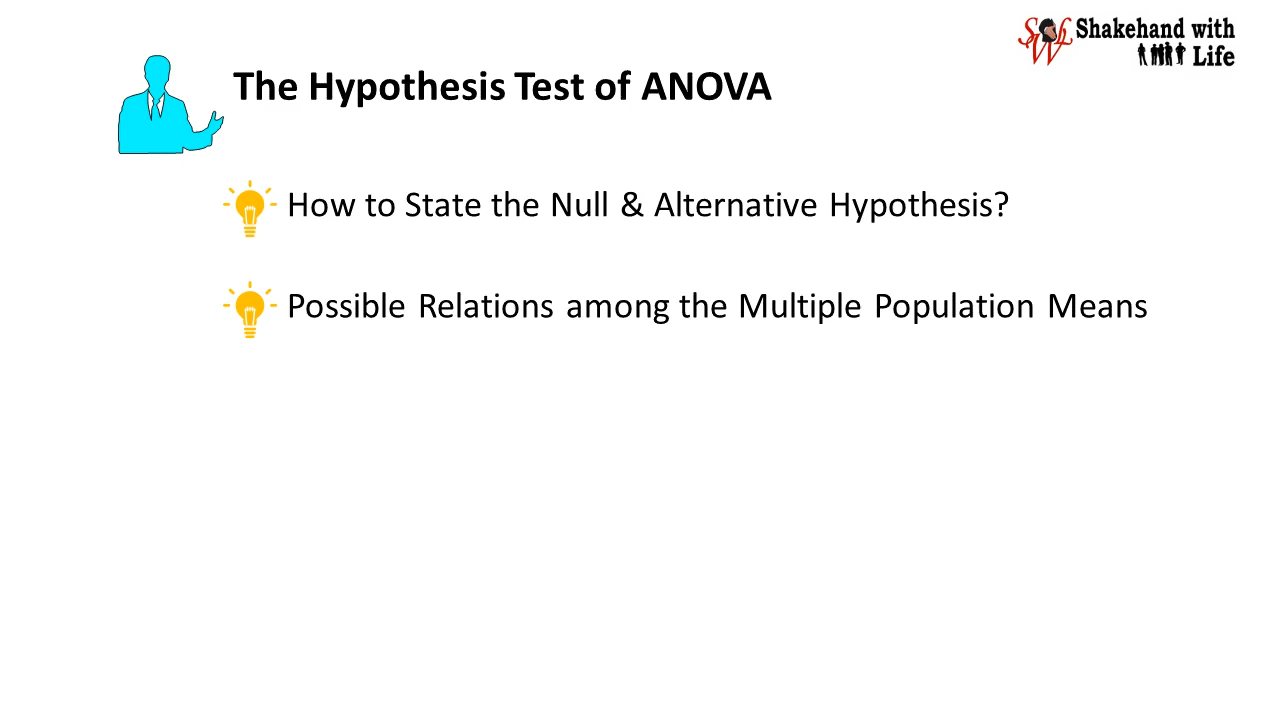 SWL Shakehand with
Life
The Hypothesis Test of ANOVA
How to State the Null & Alternative Hypothesis?
Possible Relations among the Multiple Population Means